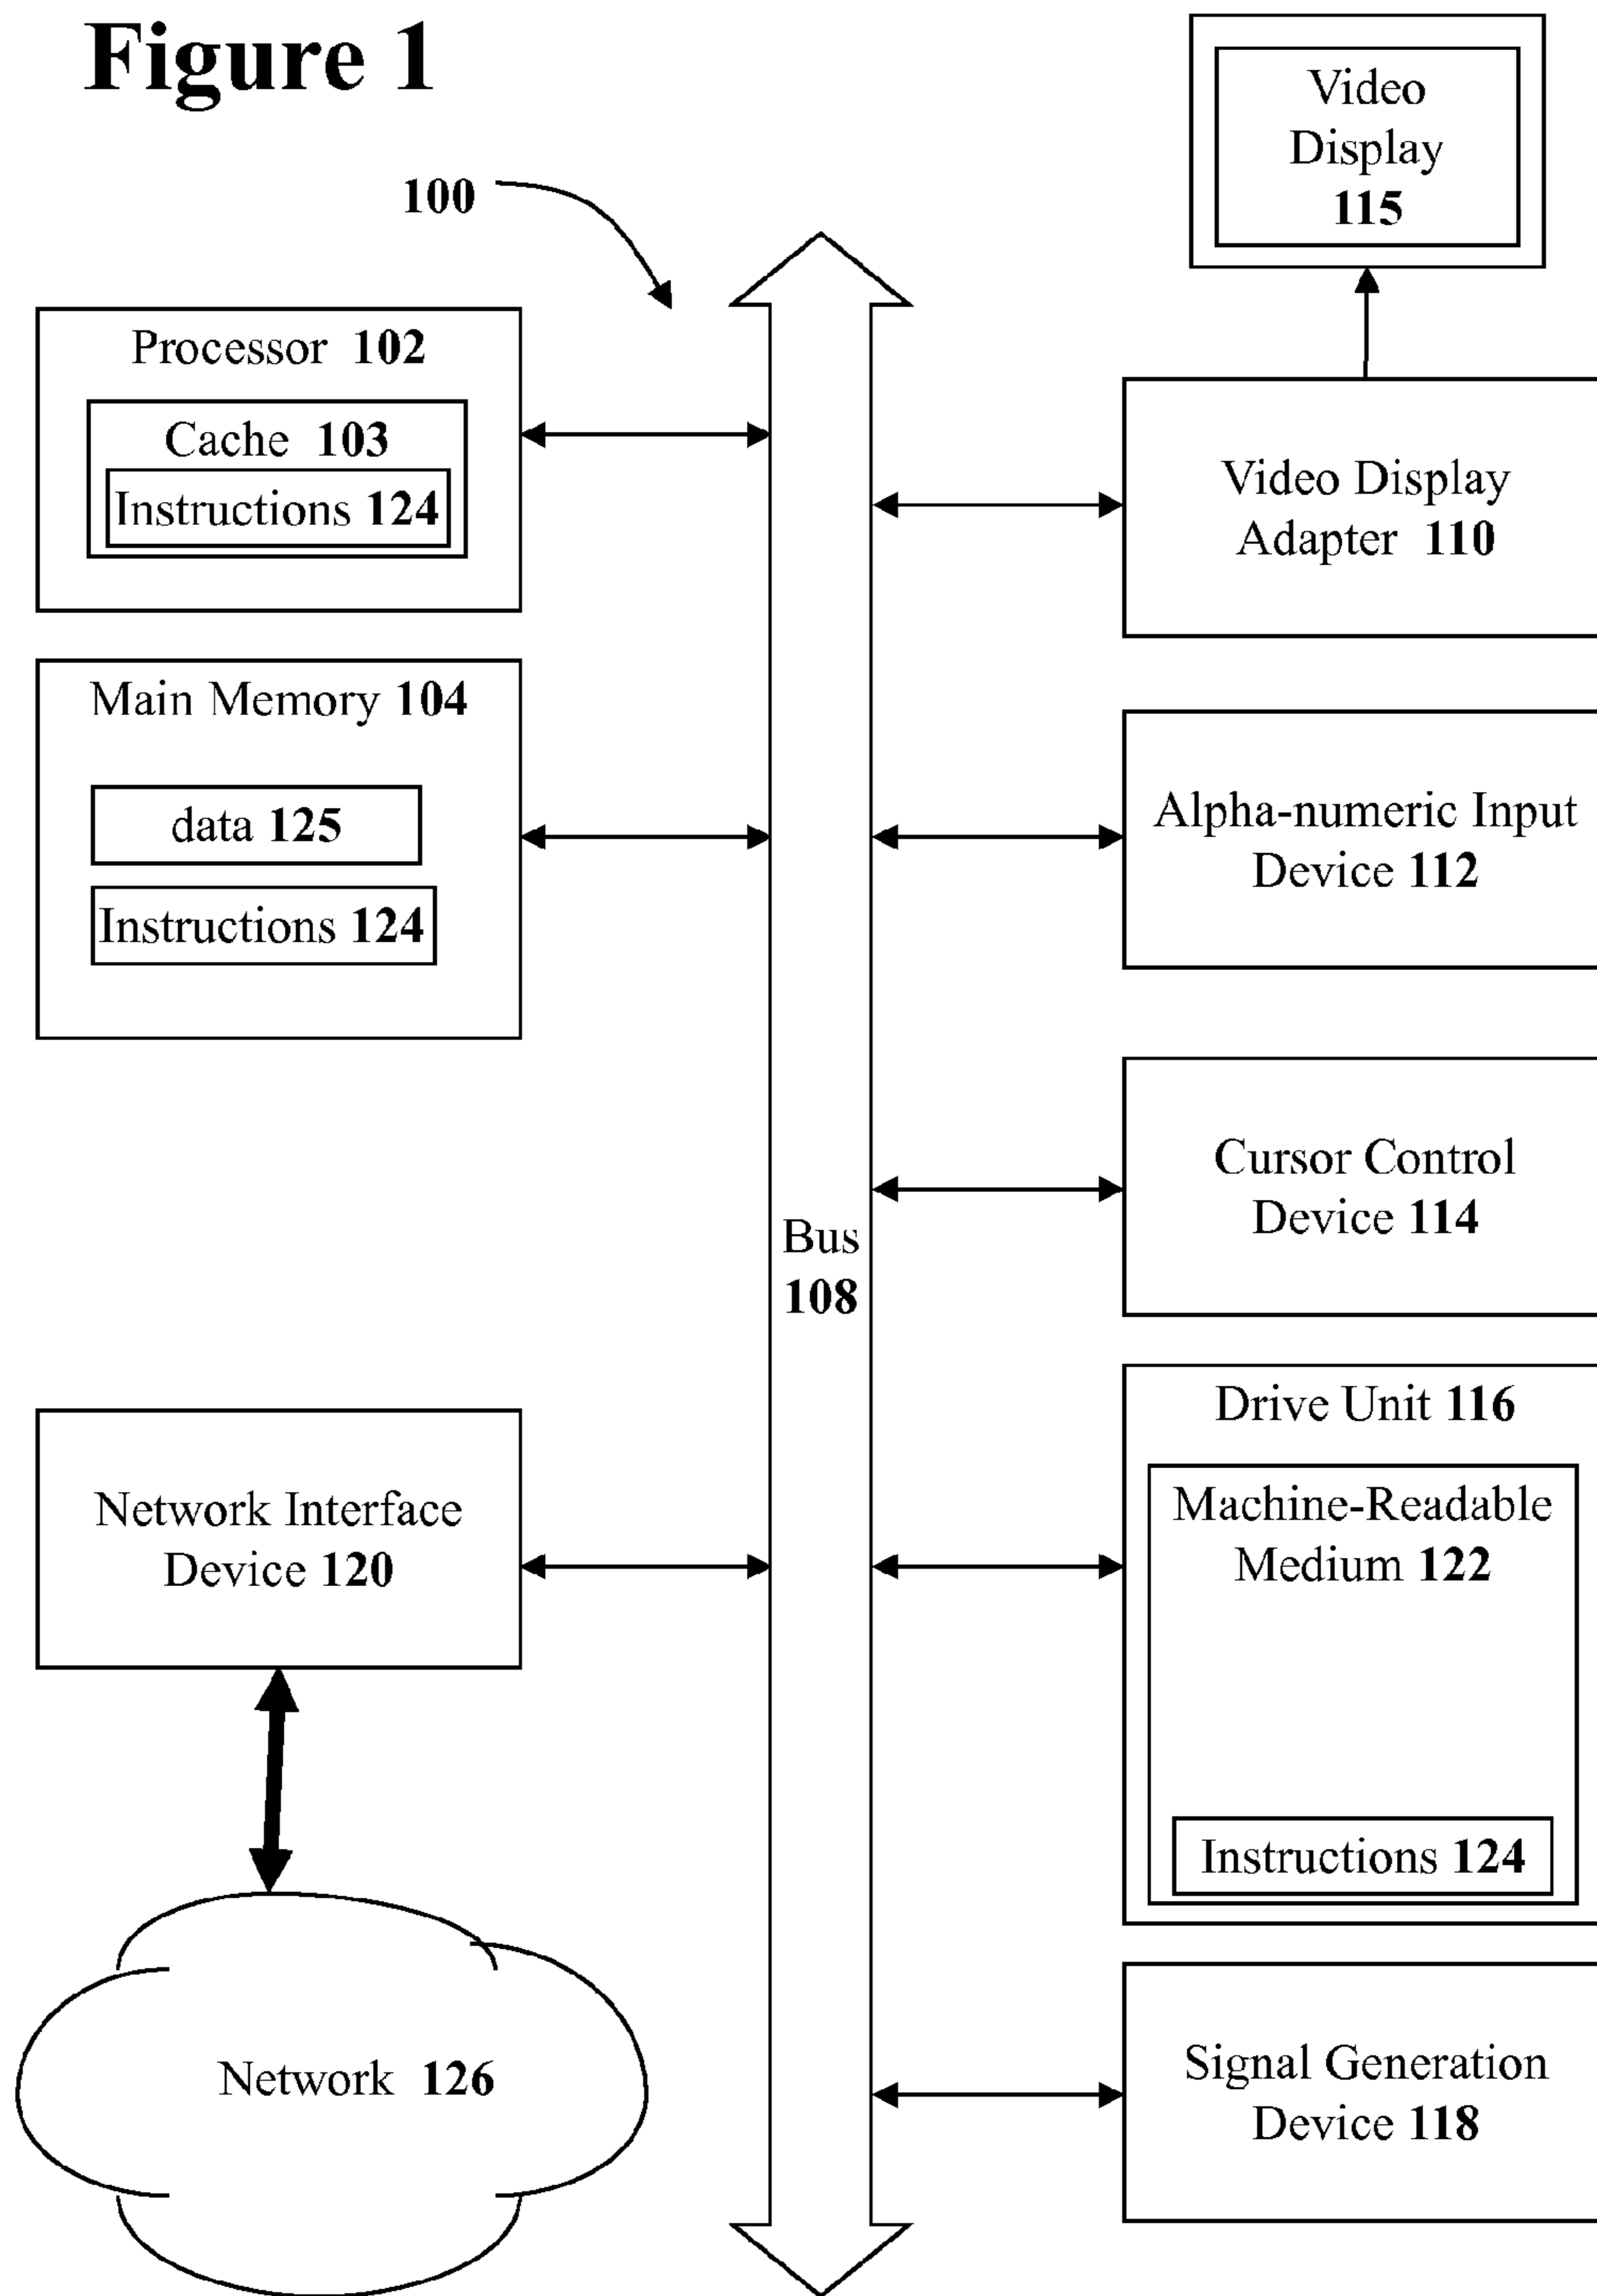 Figure 1
100
Video
Display
115
Processor 102
Cache 103
Instructions 124
Video Display
Adapter 110
Main Memory 104
data 125
Instructions 124
Alpha-numeric Input
Device 112
Cursor Control
Device 114
Bus
108
Network Interface
Device 120
Drive Unit 116
Machine-Readable
Medium 122
Instructions 124
Network 126
Signal Generation
Device 118